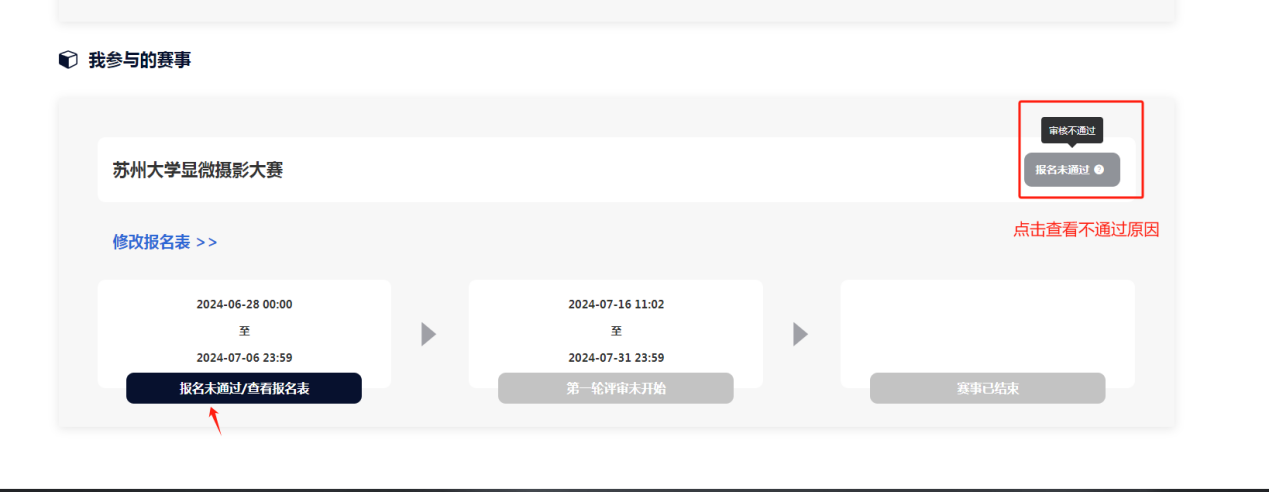 我参与的赛事
审核不通过
苏州大学显微摄影大赛
报名未通过
点击查看不通过原因
修改报名表 >>
2024-06-28 00:00
至
2024-07-06 23:59
报名未通过/查看报名表
2024-07-16 11:02
至
2024-07-31 23:59
第一轮评审未开始
赛事已结束